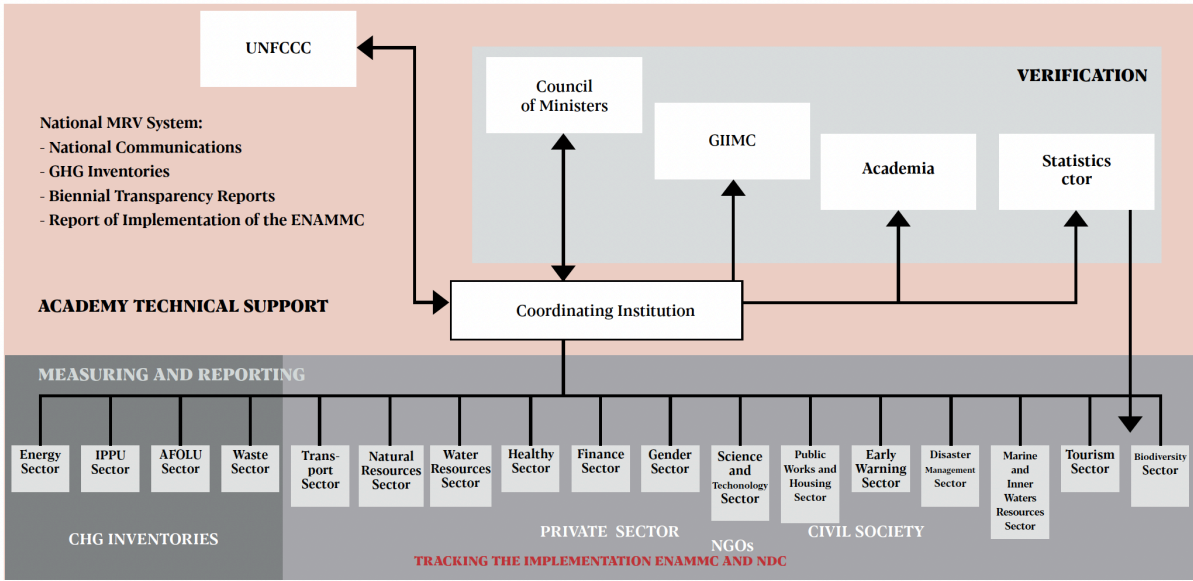 UNFCCC
VERIFICATION
Council
of Ministers
GIIMC
Academia
Statistics
ctor
National MRV System:
- National Communications
- GHG Inventories
- Biennial Transparency Reports
- Report of Implementation of the ENAMMC
ACADEMY TECHNICAL SUPPORT
Coordinating Institution
MEASURING AND REPORTING
Energy
Sector
IPPU
Sector
AFOLU
Sector
Waste
Sector
Trans-
port
Sector
Natural
Resources
Sector
Water
Resources
Sector
Healthy
Sector
Finance
Sector
Gender
Sector
Science
and
Techonology
Sector
Public
Works and
Housing
Sector
Early
Warning
Sector
Disaster
Management
Sector
Marine
and
Inner
Waters
Resources
Sector
Tourism
Sector
Biodiversity
Sector
CHG INVENTORIES
PRIVATE SECTOR
NGOs
CIVIL SOCIETY
TRACKING THE IMPLEMENTATION ENAMMC AND NDC